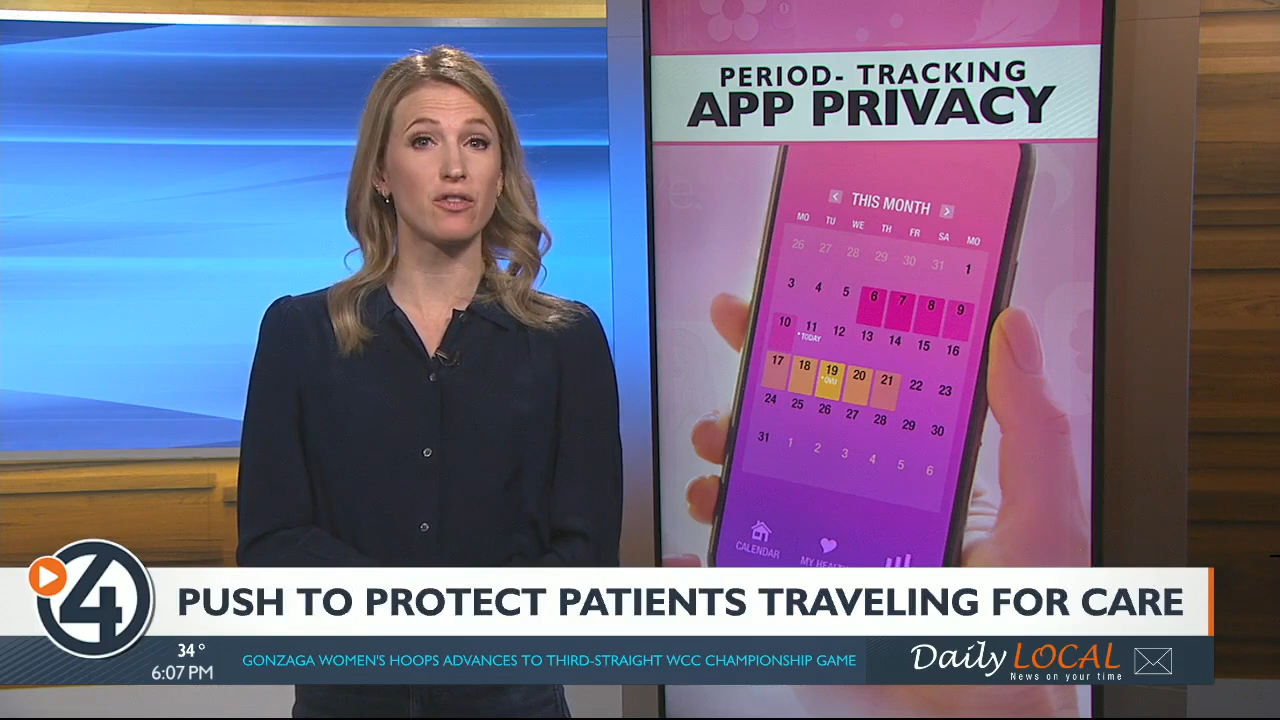 PERIOD- TRACKING
APP PRIVACY
THIS MONTH
MO TU WE TH FR SA MO
26 27 28 29 30 31 1
3 4 5 6 7 8 9
10 11 12 13 14 15 16
TODAY
17 18 19 20 21 22 23
24 25 26 27 28 29 30
31 1 2 3 4 5 6
CALENDAR
MY
4
PUSH TO PROTECT PATIENTS TRAVELING FOR CARE
34°
6:07 PM
GONZAGA WOMEN'S HOOPS ADVANCES TO THIRD-STRAIGHT WCC CHAMPIONSHIP GAME
Daily LOCAL
News on your time